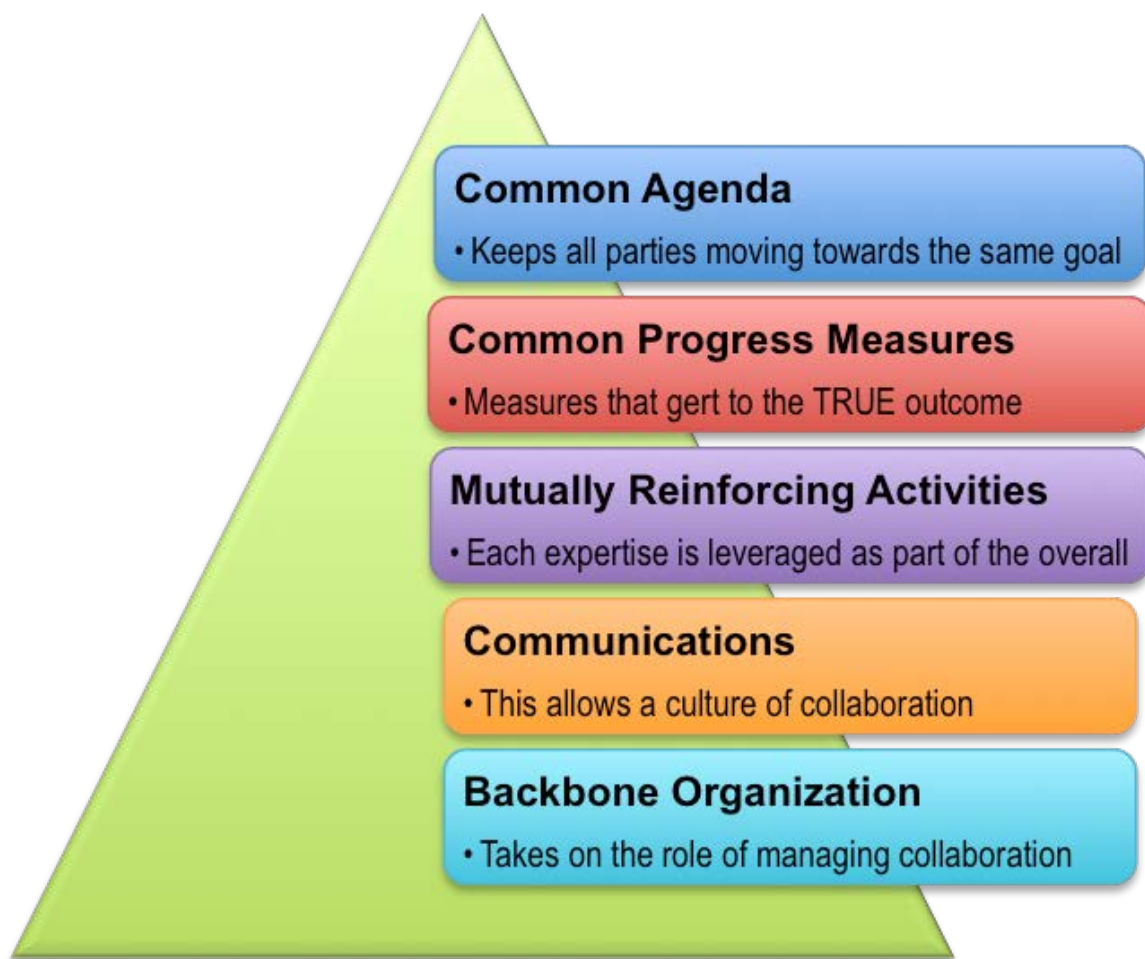 Common Agenda
• Keeps all parties moving towards the same goal
Common Progress Measures
• Measures that gert to the TRUE outcome
Mutually Reinforcing Activities
• Each expertise is leveraged as part of the overall
Communications
• This allows a culture of collaboration
Backbone Organization
• Takes on the role of managing collaboration